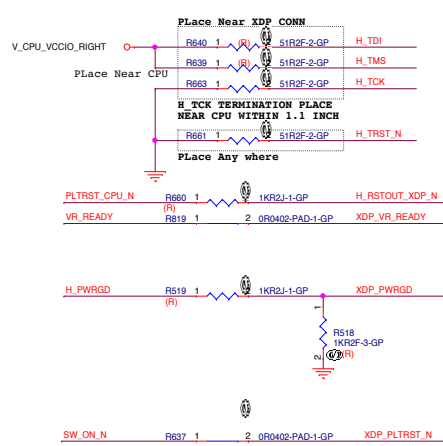 PLace Near XDP CONN
V_CPU_VCCIO_RIGHT
R640 1 (R) 2 51R2F-2-GP H_TDI
R639 1 (R) 2 51R2F-2-GP H_TMS
PLace Near CPU
R663 1 2 51R2F-2-GP H_TCK
H_TCK TERMINATION PLACE
NEAR CPU WITHIN 1.1 INCH
R661 1 2 51R2F-2-GP H_TRST_N
PLace Any where
PLTRST_CPU_N R660 1 2 1KR2J-1-GP H_RSTOUT_XDP_N
(R)
VR_READY R819 1 2 0R0402-PAD-1-GP XDP_VR_READY
H_PWRGD R519 1 2 1KR2J-1-GP XDP_PWRGD
(R)
1
R518
1KR2F-3-GP
2 (R)
SW_ON_N R637 1 2 0R0402-PAD-1-GP XDP_PLTRST_N